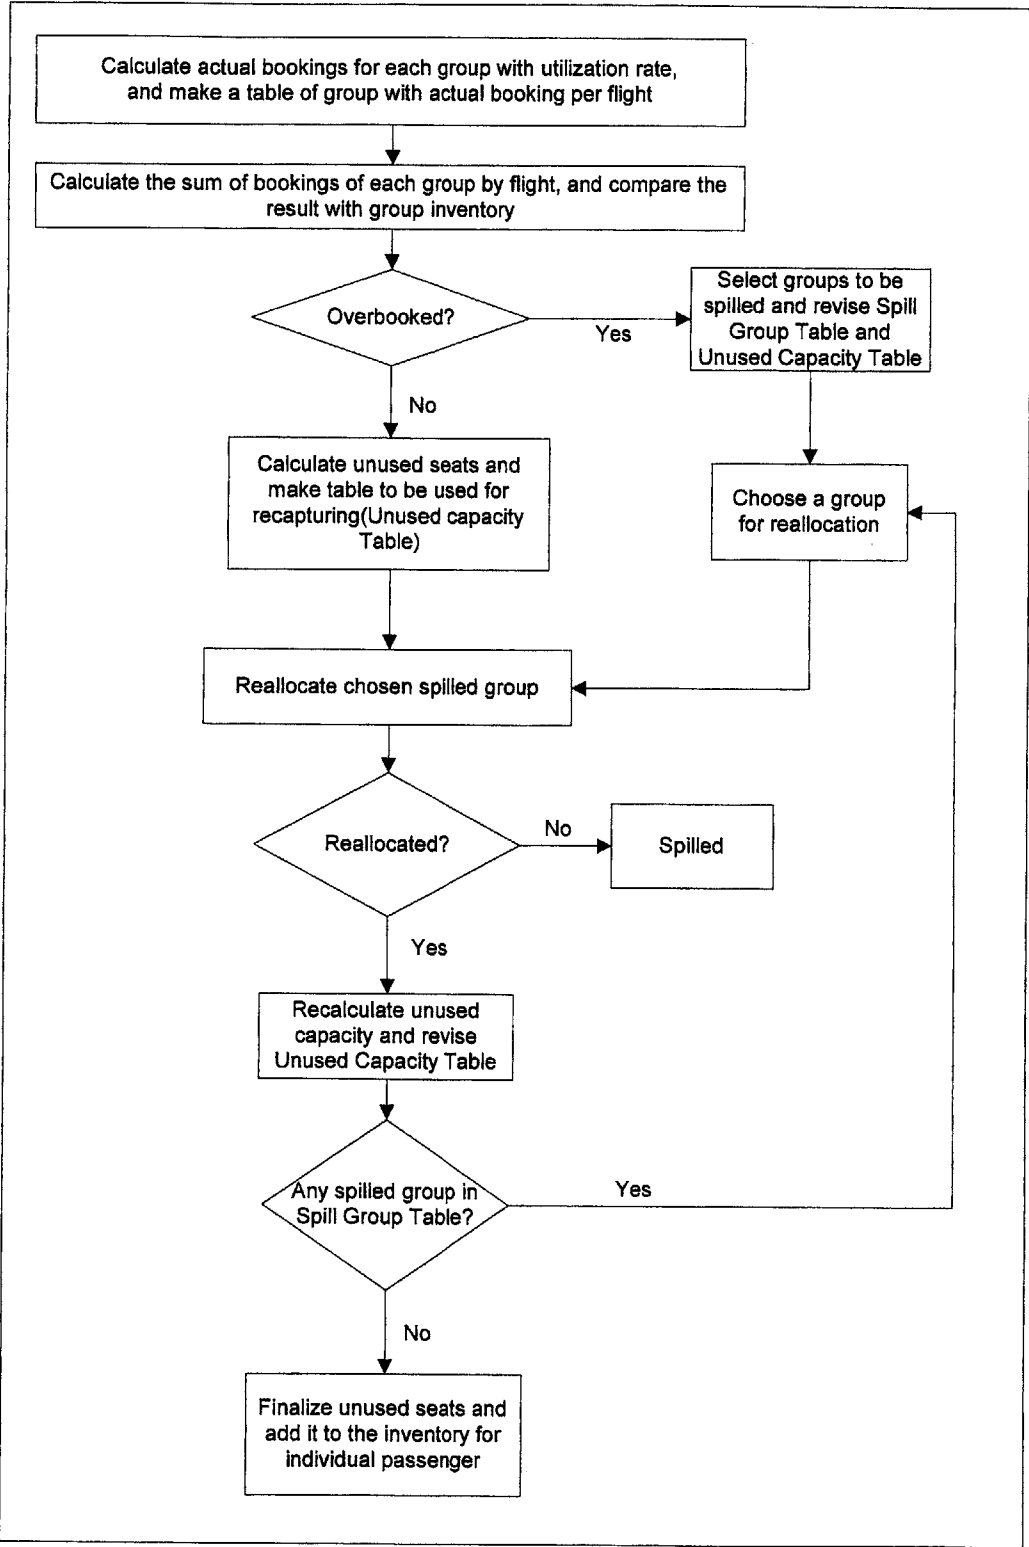 Calculate actual bookings for each group with utilization rate,
and make a table of group with actual booking per flight
Calculate the sum of bookings of each group by flight, and compare the
result with group inventory
Overbooked?
Yes
Select groups to be
spilled and revise Spill
Group Table and
Unused Capacity Table
No
Calculate unused seats and
make table to be used for
recapturing(Unused capacity
Table)
Choose a group
for reallocation
Reallocate chosen spilled group
Reallocated?
No
Spilled
Yes
Recalculate unused
capacity and revise
Unused Capacity Table
Any spilled group in
Spill Group Table?
Yes
No
Finalize unused seats and
add it to the inventory for
individual passenger